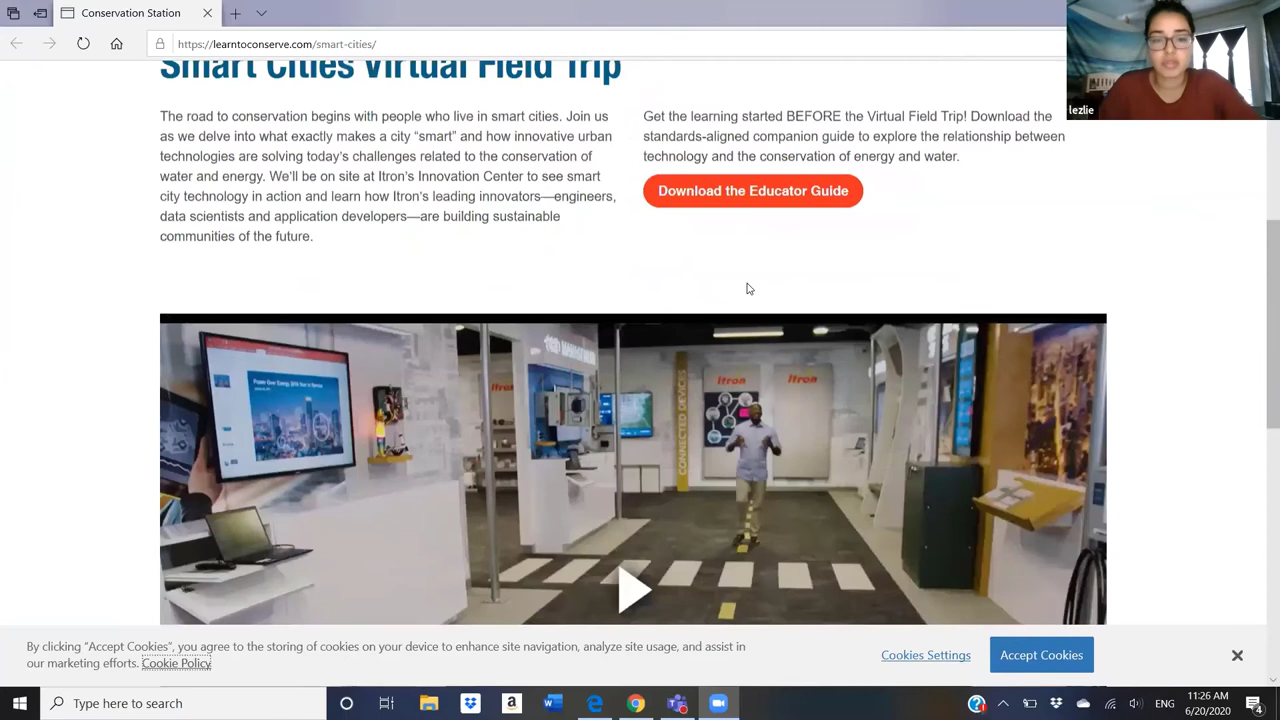 Conservation Station
https://learntoconserve.com/smart-cities/
lezlie
Smart Cities Virtual Field Trip
The road to conservation begins with people who live in smart cities. Join us
as we delve into what exactly makes a city “smart” and how innovative urban
technologies are solving today’s challenges related to the conservation of
water and energy. We’ll be on site at Itron’s Innovation Center to see smart
city technology in action and learn how Itron’s leading innovators—engineers,
data scientists and application developers—are building sustainable
communities of the future.
Get the learning started BEFORE the Virtual Field Trip! Download the
standards-aligned companion guide to explore the relationship between
technology and the conservation of energy and water.
Download the Educator Guide
Itron
Itron
CONNECTED DEVICES
By clicking “Accept Cookies”, you agree to the storing of cookies on your device to enhance site navigation, analyze site usage, and assist in
our marketing efforts. Cookie Policy
Cookies Settings
Accept Cookies
Type here to search
ENG
11:26 AM
6/20/2020
4